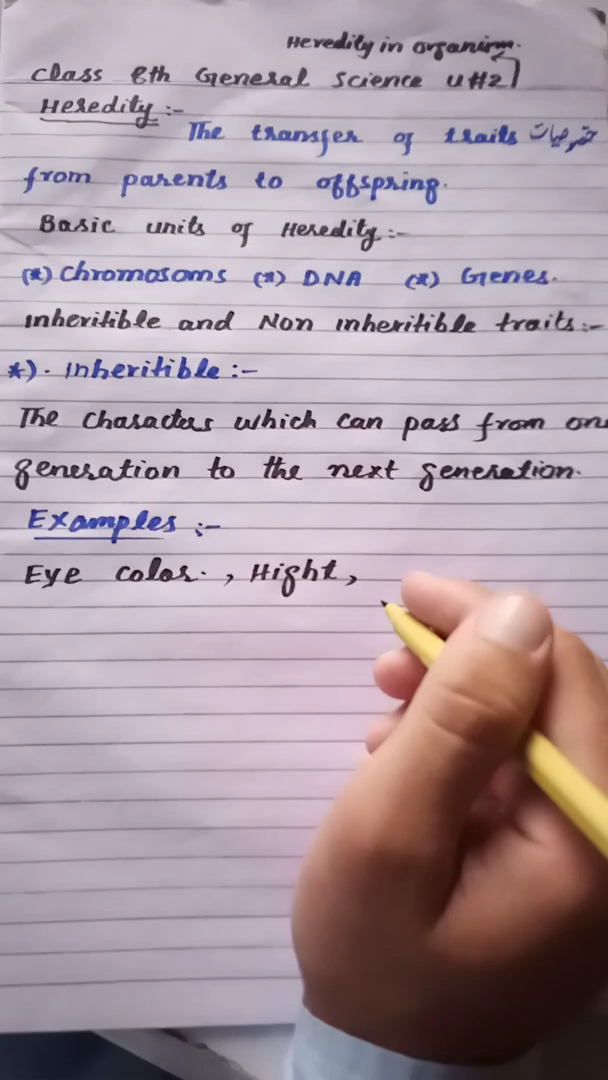 Heredity in organism.
Class 8th General Science U#2
Heredity :-
The transfer of traits
from parents to offspring.
Basic units of Heredity:-
(*) Chromosoms (*) DNA (*) Genes.
inheritible and Non inheritible traits:-
*). Inheritible :-
The Characters which can pass from one
generation to the next generation.
Examples :-
Eye color. , Hight,